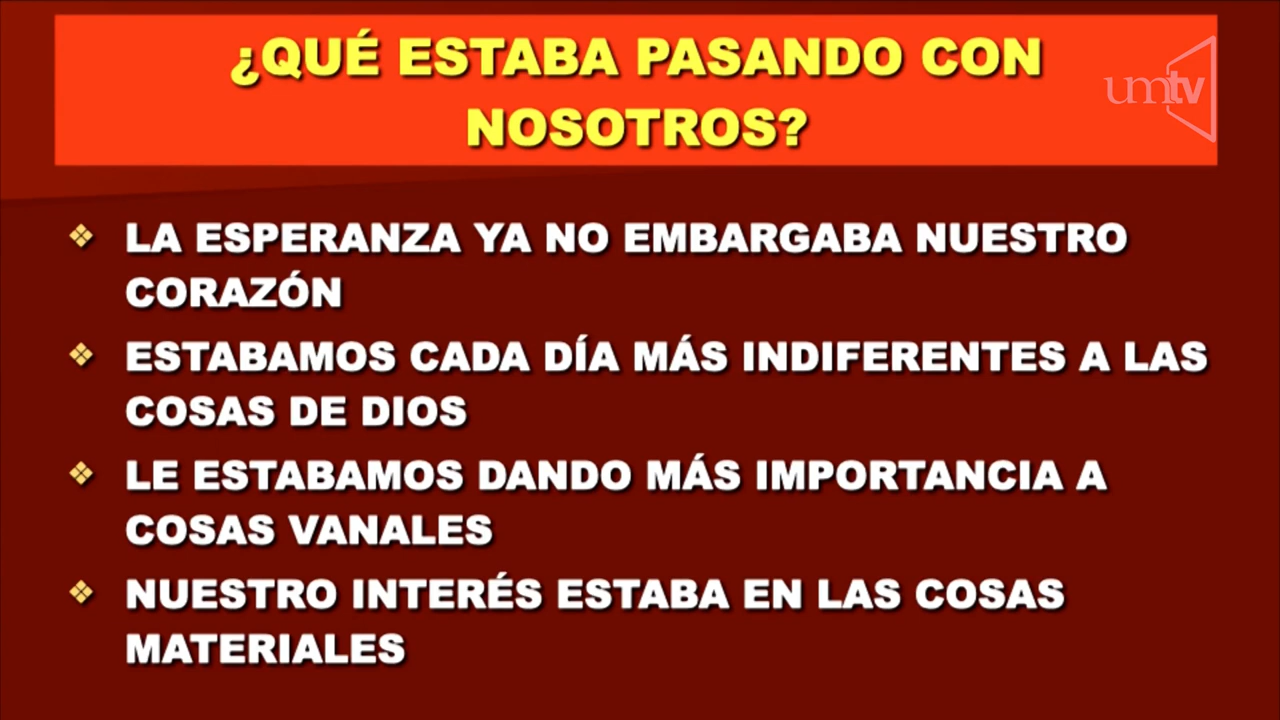 ¿QUÉ ESTABA PASANDO CON
NOSOTROS?
umtv
LA ESPERANZA YA NO EMBARGABA NUESTRO
CORAZÓN
ESTABAMOS CADA DÍA MÁS INDIFERENTES A LAS
COSAS DE DIOS
LE ESTABAMOS DANDO MÁS IMPORTANCIA A
COSAS VANALES
NUESTRO INTERÉS ESTABA EN LAS COSAS
MATERIALES